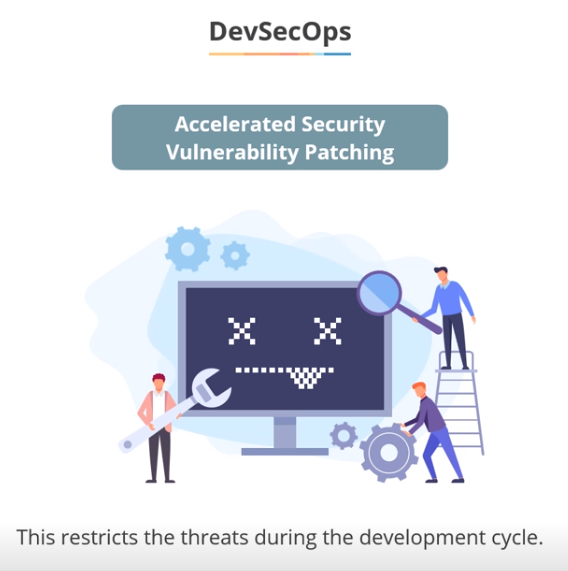 DevSecOps
Accelerated Security
Vulnerability Patching
This restricts the threats during the development cycle.